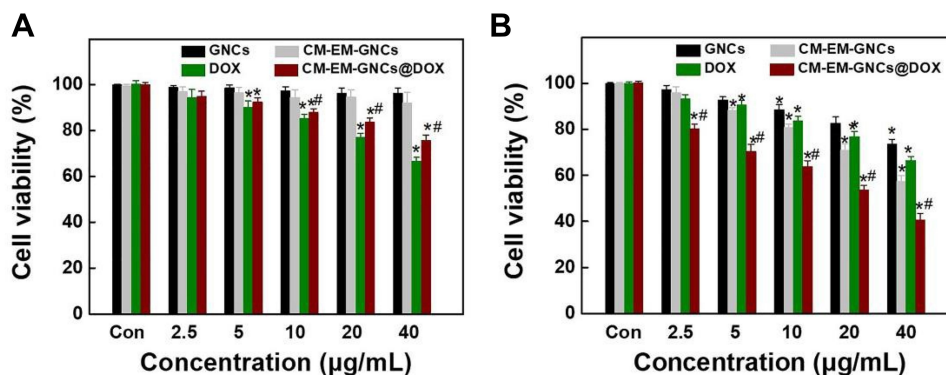 A
GNCs CM-EM-GNCs
DOX CM-EM-GNCs@DOX
Cell viability (%)
100
80
60
40
20
0
** **# *# * *#
Con 2.5 5 10 20 40
Concentration (μg/mL)
B
GNCs CM-EM-GNCs
DOX CM-EM-GNCs@DOX
Cell viability (%)
100
80
60
40
20
0
*# * * *# * * * *# * * *# * * * *#
Con 2.5 5 10 20 40
Concentration (μg/mL)